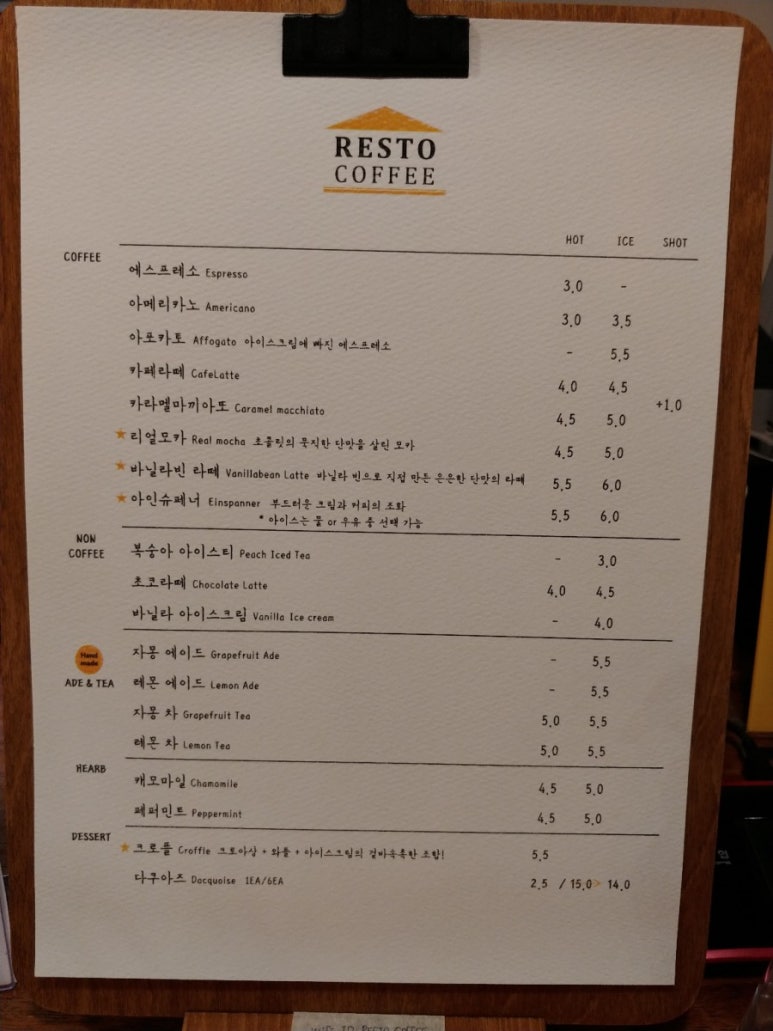 RESTO
COFFEE
HOT ICE SHOT
COFFEE
에스프레소 Espresso 3.0 -
아메리카노 Americano 3.0 3.5
아포카토 Affogato 아이스크림에 빠진 에스프레소 - 5.5
카페라떼 CafeLatte 4.0 4.5
+1.0
카라멜마끼아또 Caramel macchiato 4.5 5.0
★ 리얼모카 Real mocha 초콜릿의 묵직한 단맛을 살린 모카 4.5 5.0
★ 바닐라빈 라떼 Vanillabean Latte 바닐라 빈으로 직접 만든 은은한 단맛의 라떼 5.5 6.0
★ 아인슈페너 Einspanner 부드러운 크림과 커피의 조화 5.5 6.0
* 아이스는 물 or 우유 중 선택 가능
NON
COFFEE
복숭아 아이스티 Peach Iced Tea - 3.0
초코라떼 Chocolate Latte 4.0 4.5
바닐라 아이스크림 Vanilla Ice cream - 4.0
Hand
made
ADE & TEA
자몽 에이드 Grapefruit Ade - 5.5
레몬 에이드 Lemon Ade - 5.5
자몽 차 Grapefruit Tea 5.0 5.5
레몬 차 Lemon Tea 5.0 5.5
HEARB
캐모마일 Chamomile 4.5 5.0
페퍼민트 Peppermint 4.5 5.0
DESSERT
★ 크로플 Croffle 크로아상 + 와플 + 아이스크림의 겉바속촉한 조합! 5.5
다쿠아즈 Dacquoise 1EA/6EA 2.5 / 15.0 > 14.0
RESTO COFFEE